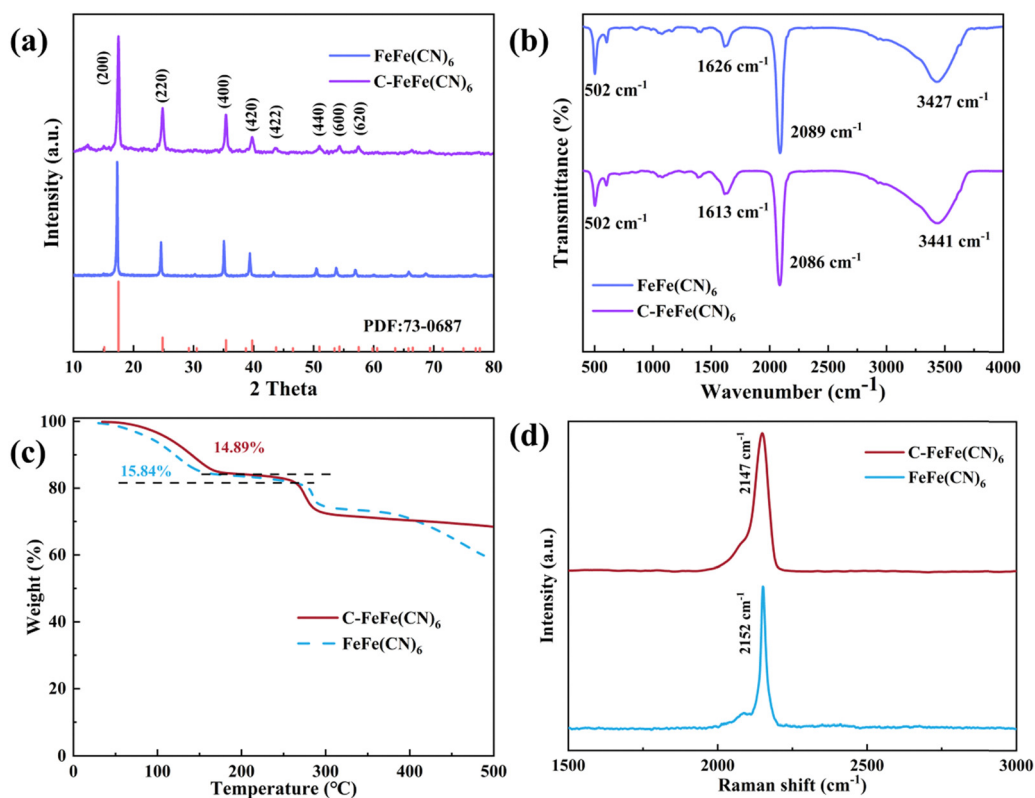 (a)
FeFe(CN)₆
C-FeFe(CN)₆
(200)
(220)
(400)
(420)
(422)
(440)
(600)
(620)
PDF:73-0687
Intensity (a.u.)
10 20 30 40 50 60 70 80
2 Theta
(b)
502 cm⁻¹
1626 cm⁻¹
2089 cm⁻¹
3427 cm⁻¹
502 cm⁻¹
1613 cm⁻¹
2086 cm⁻¹
3441 cm⁻¹
FeFe(CN)₆
C-FeFe(CN)₆
Transmittance (%)
500 1000 1500 2000 2500 3000 3500 4000
Wavenumber (cm⁻¹)
(c)
100
80
60
40
20
0
14.89%
15.84%
C-FeFe(CN)₆
FeFe(CN)₆
Weight (%)
0 100 200 300 400 500
Temperature (°C)
(d)
2147 cm⁻¹
C-FeFe(CN)₆
FeFe(CN)₆
2152 cm⁻¹
Intensity (a.u.)
1500 2000 2500 3000
Raman shift (cm⁻¹)